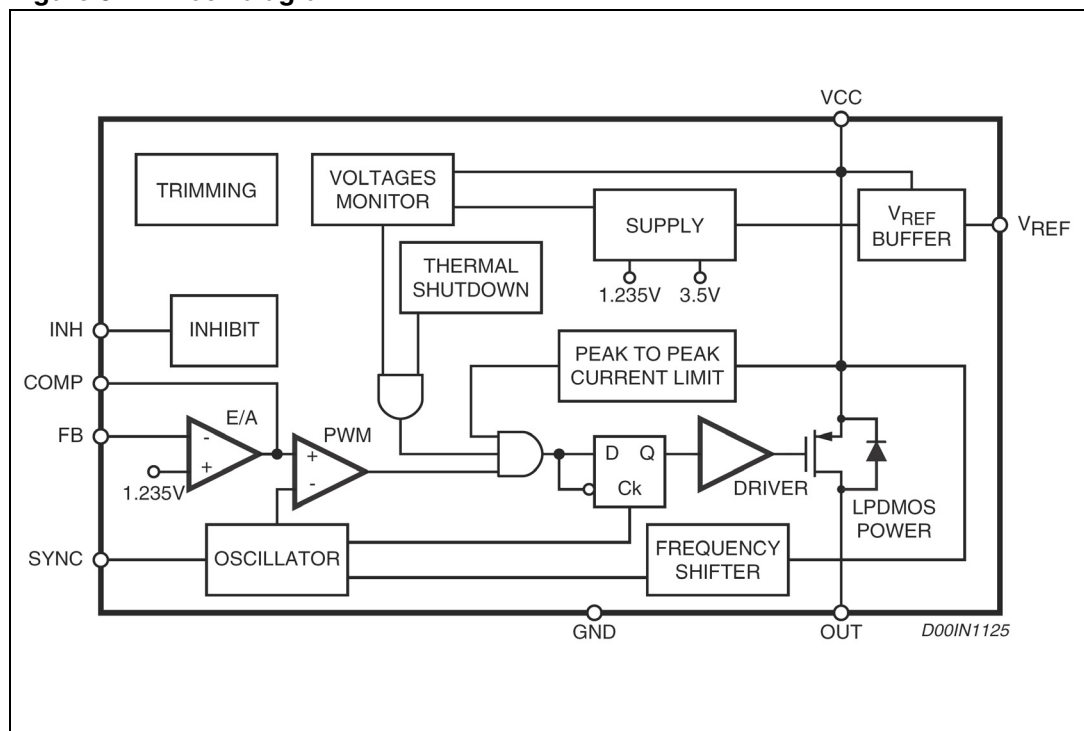 VCC
TRIMMING
VOLTAGES
MONITOR
SUPPLY
VREF
BUFFER
VREF
THERMAL
SHUTDOWN
1.235V
3.5V
INH
INHIBIT
PEAK TO PEAK
CURRENT LIMIT
COMP
E/A
FB
-
+
1.235V
PWM
+
-
D Q
Ck
DRIVER
LPDMOS
POWER
SYNC
OSCILLATOR
FREQUENCY
SHIFTER
GND
OUT
D00IN1125